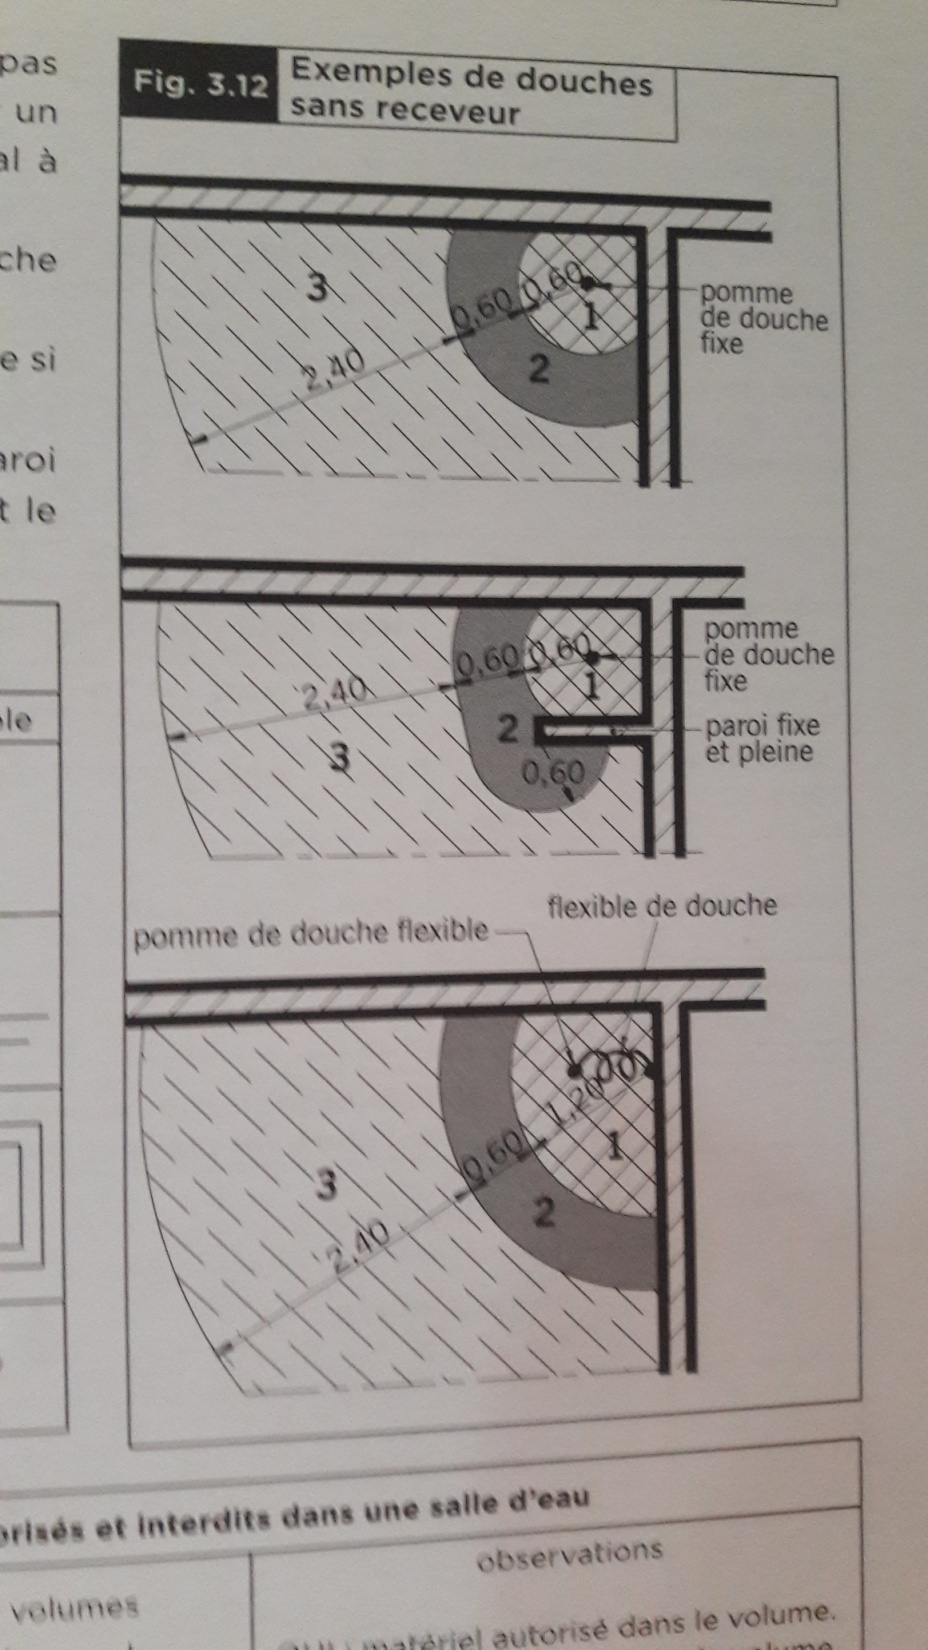 pas
un
al à
che
e si
aroi
t le
ole
Fig. 3.12
Exemples de douches
sans receveur
3
0,60
0,60
1
2
2,40
pomme
de douche
fixe
0,60
0,60
1
2,40
2
3
0,60
pomme
de douche
fixe
paroi fixe
et pleine
flexible de douche
pomme de douche flexible
1,20
0,60
1
3
2
2,40
orisés et interdits dans une salle d'eau
observations
volumes
matériel autorisé dans le volume.